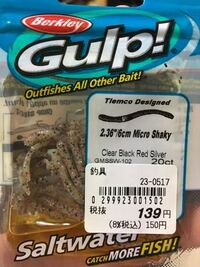 Berkley
Gulp!
Outfishes All Other Bait!
Tiemco Designed
2.36"/6cm Micro Shaky
Clear Black Red Silver
GMSSW-102 20ct
釣具
23-0517
0 299923 001502
税抜 139円
(8%税込) 150円
Saltwater
CATCH MORE FISH!